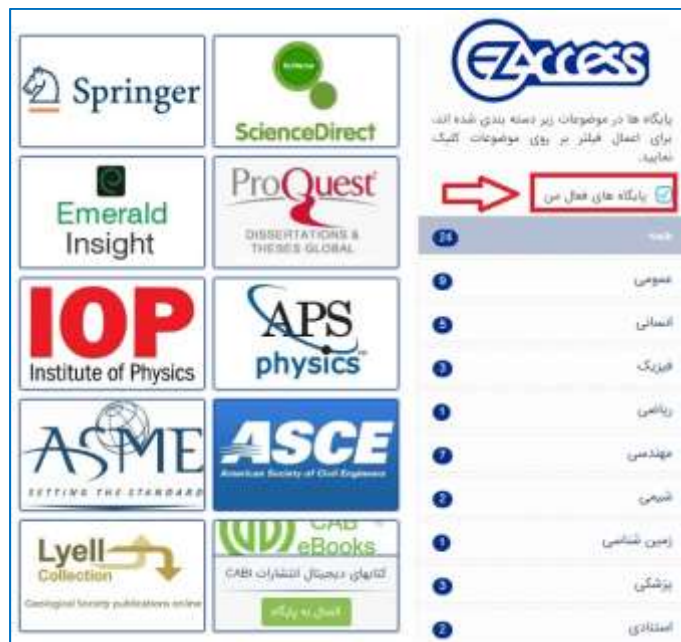 EZAccess
پایگاه ها در موضوعات زیر دسته بندی شده اند،
برای اعمال فیلتر بر روی موضوعات کلیک
نمایید.
پایگاه های فعال من
همه 24
عمومی 9
انسانی 5
فیزیک 3
ریاضی 1
مهندسی 7
شیمی 2
زمین شناسی 1
پزشکی 3
استنادی 2
Springer
ScienceDirect
Emerald
Insight
ProQuest
DISSERTATIONS &
THESES GLOBAL
IOP
Institute of Physics
APS
physics
ASME
SETTING THE STANDARD
ASCE
American Society of Civil Engineers
Lyell
Collection
Geological Society publications online
CAB
eBooks
کتابهای دیجیتال انتشارات CABI
اتصال به پایگاه